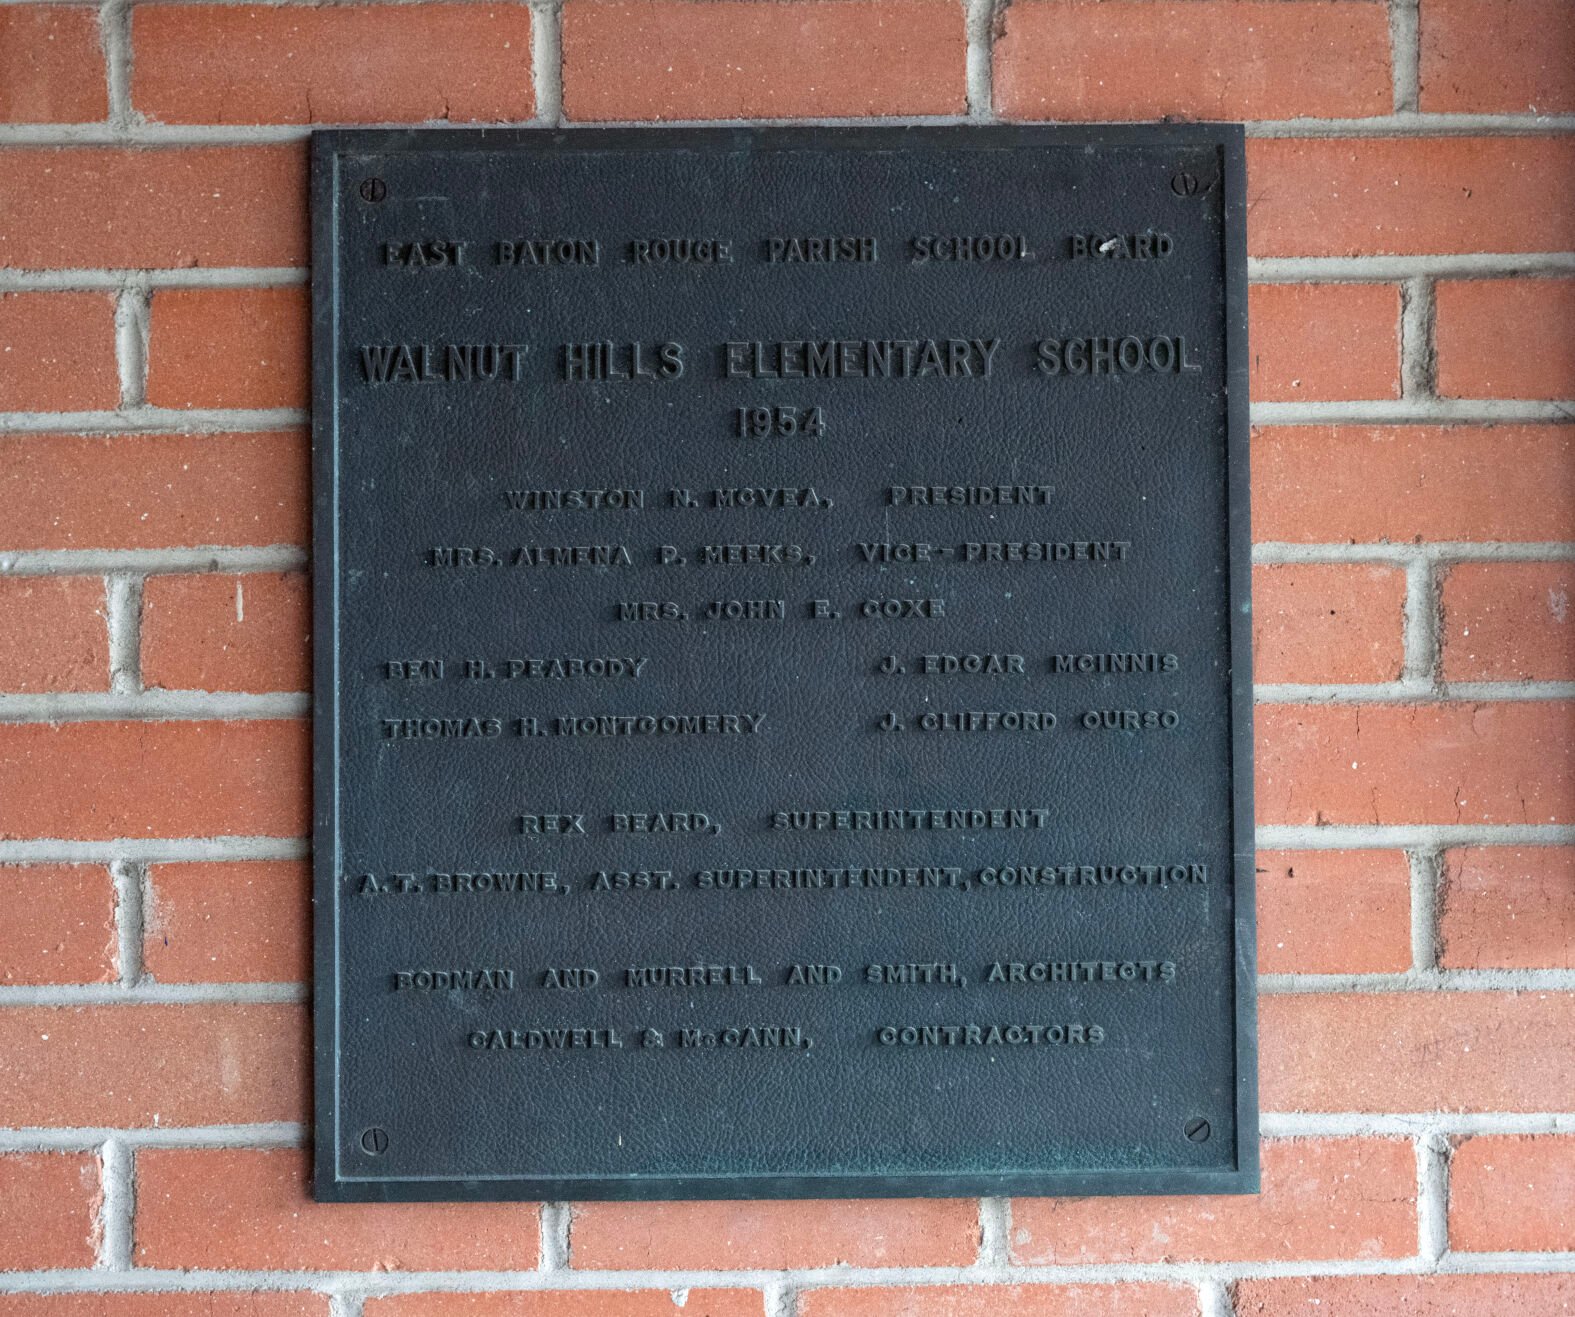 EAST BATON ROUGE PARISH SCHOOL BOARD
WALNUT HILLS ELEMENTARY SCHOOL
1954
WINSTON N. MCVEA, PRESIDENT
MRS. ALMENA P. MEEKS, VICE-PRESIDENT
MRS. JOHN E. COXE
BEN H. PEABODY J. EDGAR MCINNIS
THOMAS H. MONTGOMERY J. CLIFFORD OURSO
REX BEARD, SUPERINTENDENT
A.T. BROWNE, ASST. SUPERINTENDENT, CONSTRUCTION
BODMAN AND MURRELL AND SMITH, ARCHITECTS
CALDWELL & McCANN, CONTRACTORS